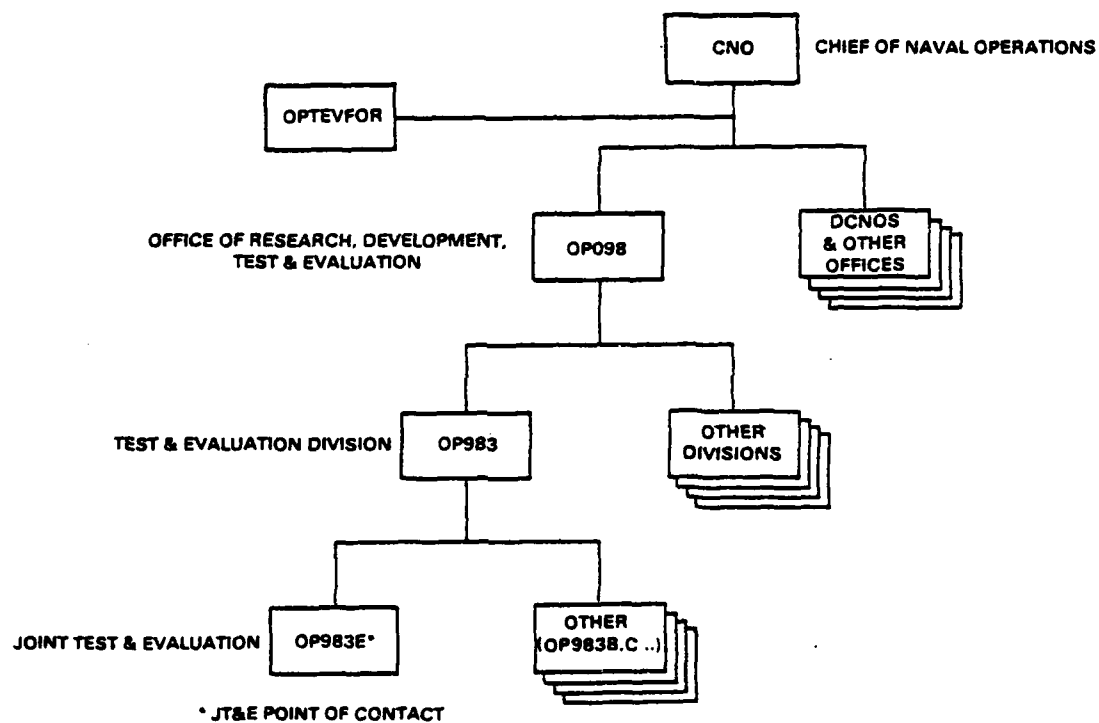 CNO
CHIEF OF NAVAL OPERATIONS
OPTEVFOR
OFFICE OF RESEARCH, DEVELOPMENT,
TEST & EVALUATION
OP098
DCNOS
& OTHER
OFFICES
TEST & EVALUATION DIVISION
OP983
OTHER
DIVISIONS
JOINT TEST & EVALUATION
OP983E*
OTHER
(OP983B,C ..)
* JT&E POINT OF CONTACT